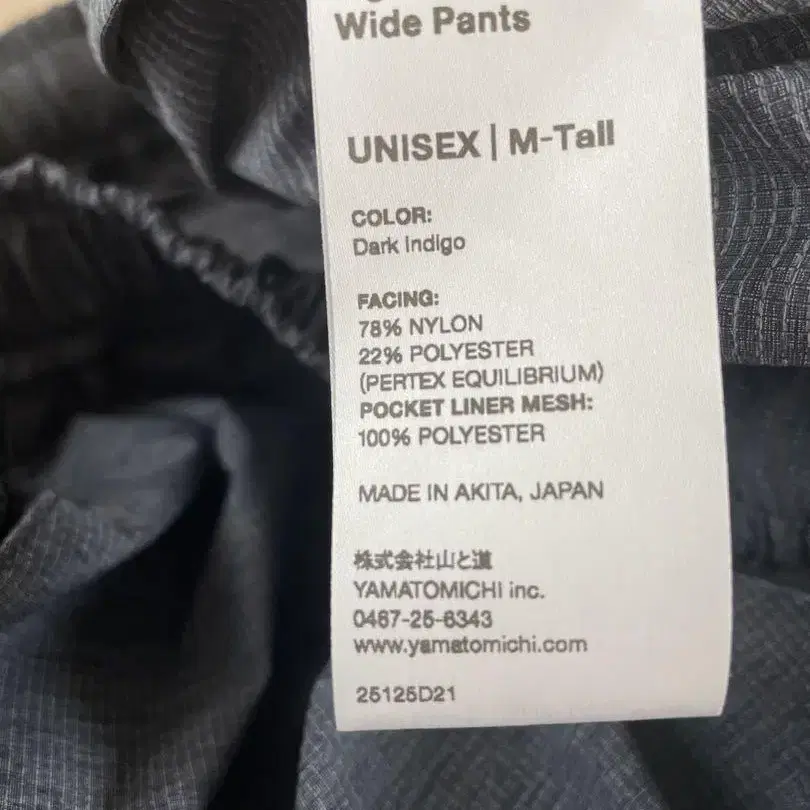 Wide Pants
UNISEX | M-Tall
COLOR:
Dark Indigo
FACING:
78% NYLON
22% POLYESTER
(PERTEX EQUILIBRIUM)
POCKET LINER MESH:
100% POLYESTER
MADE IN AKITA, JAPAN
株式会社山と道
YAMATOMICHI inc.
0467-25-6343
www.yamatomichi.com
25125D21